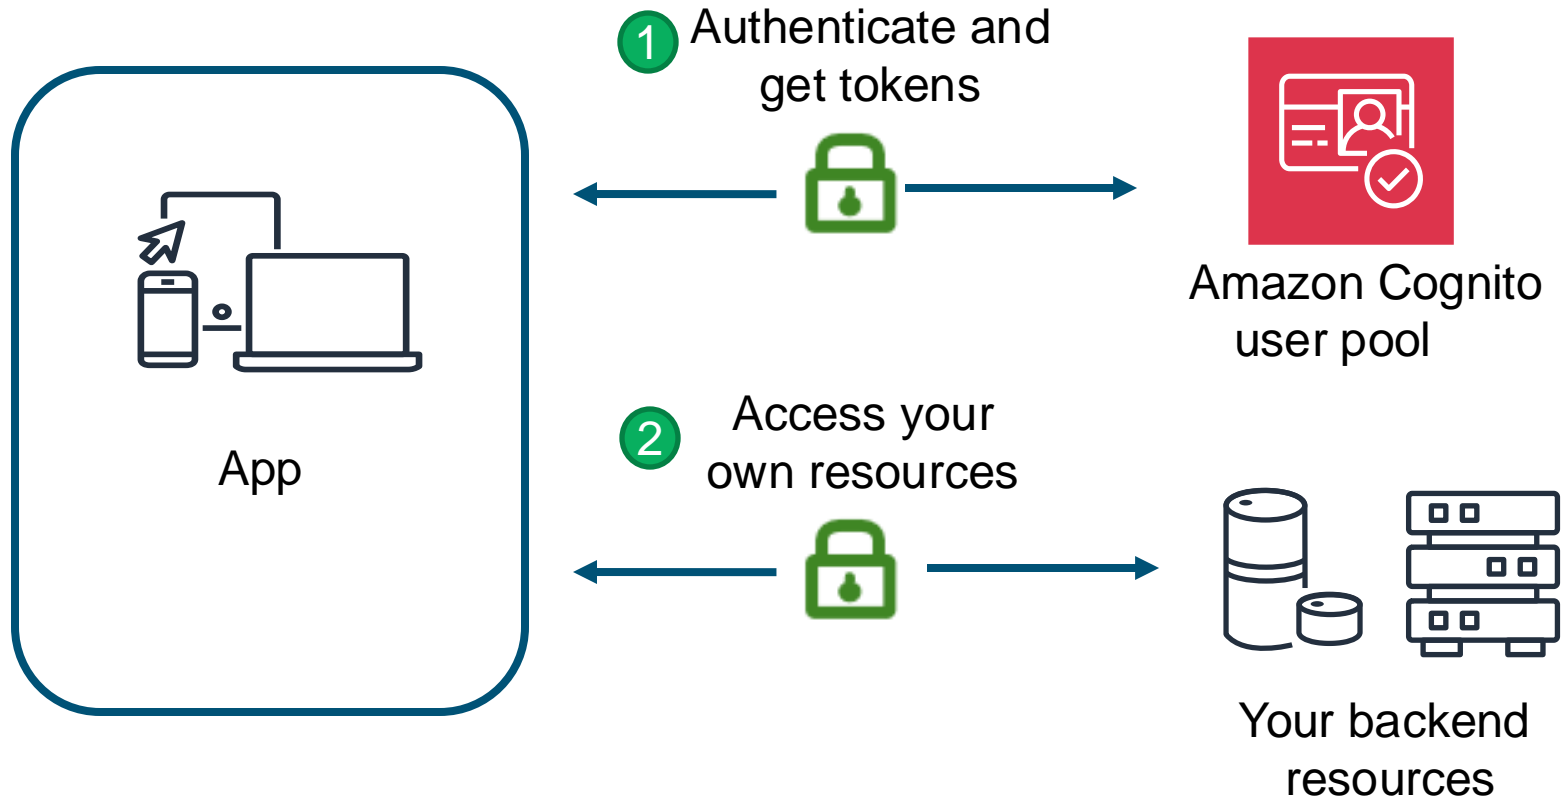 1
Authenticate and
get tokens
Amazon Cognito
user pool
App
2
Access your
own resources
Your backend
resources